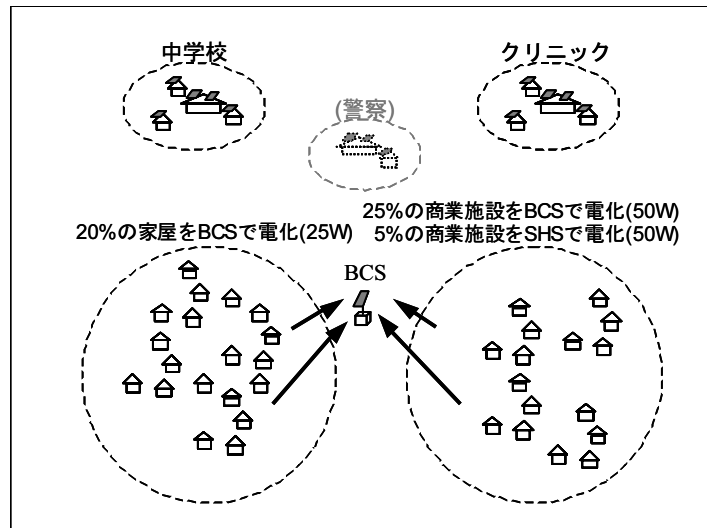 中学校
クリニック
(警察)
20%の家屋をBCSで電化(25W)
25%の商業施設をBCSで電化(50W)
5%の商業施設をSHSで電化(50W)
BCS